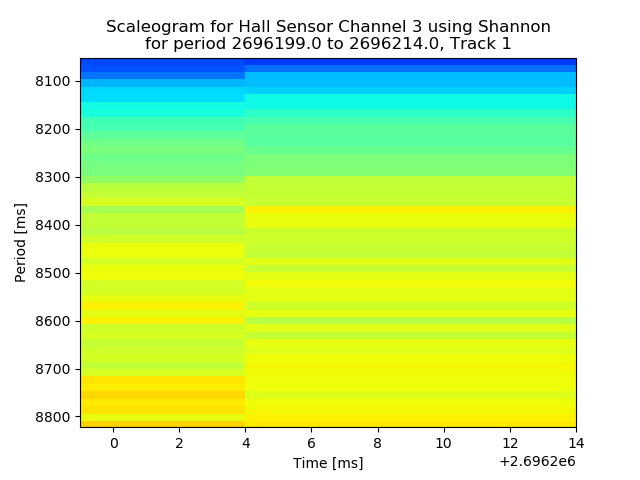 Scaleogram for Hall Sensor Channel 3 using Shannon
for period 2696199.0 to 2696214.0, Track 1
8100
8200
8300
8400
8500
8600
8700
8800
Period [ms]
0 2 4 6 8 10 12 14
Time [ms]
+2.6962e6